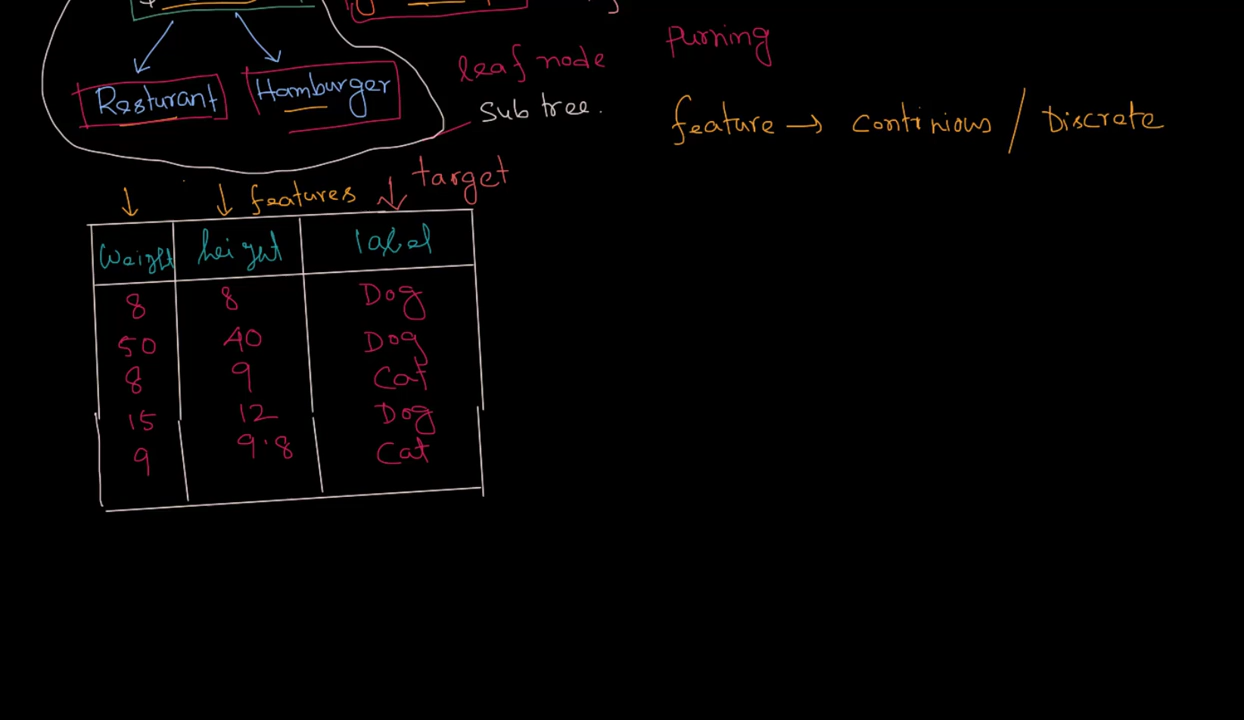 Resturant Hamburger
leaf node
sub tree.
Purning
feature → continious / Discrete
features target
Weight height label
8 8 Dog
50 40 Dog
8 9 Cat
15 12 Dog
9 9.8 Cat